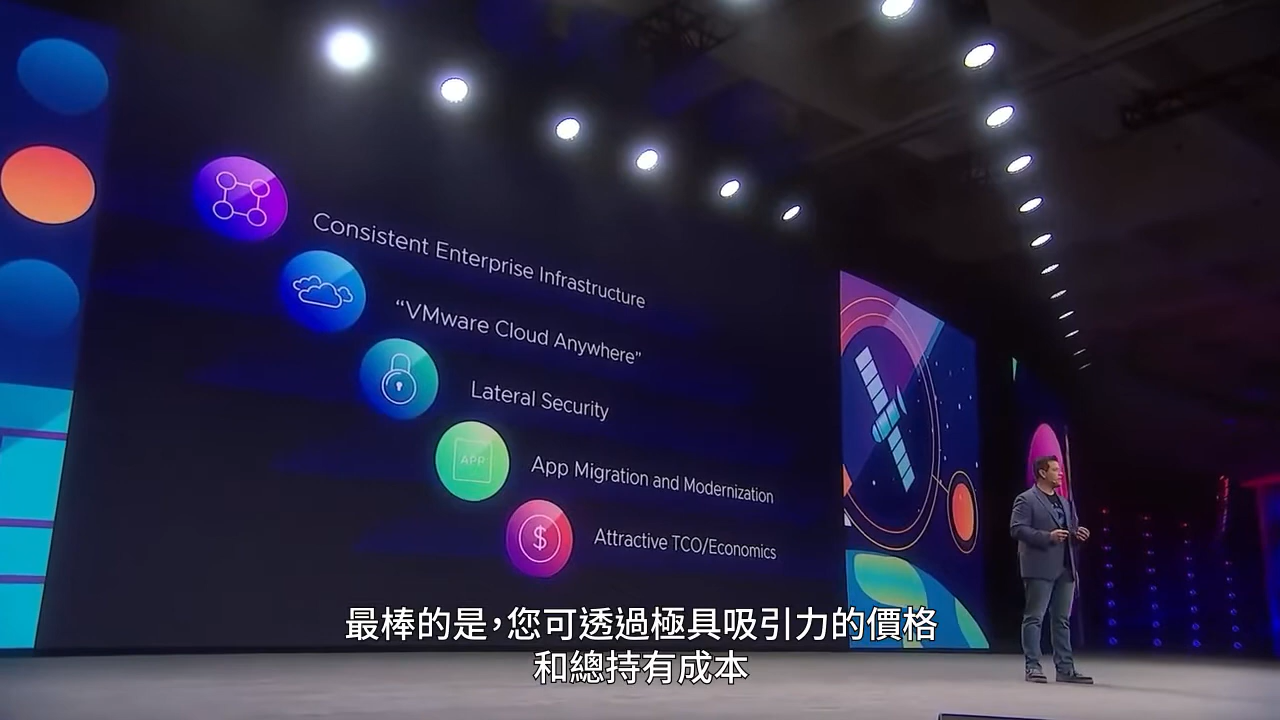 Consistent Enterprise Infrastructure
“VMware Cloud Anywhere”
Lateral Security
APP
App Migration and Modernization
$
Attractive TCO/Economics
最棒的是，您可透過極具吸引力的價格
和總持有成本